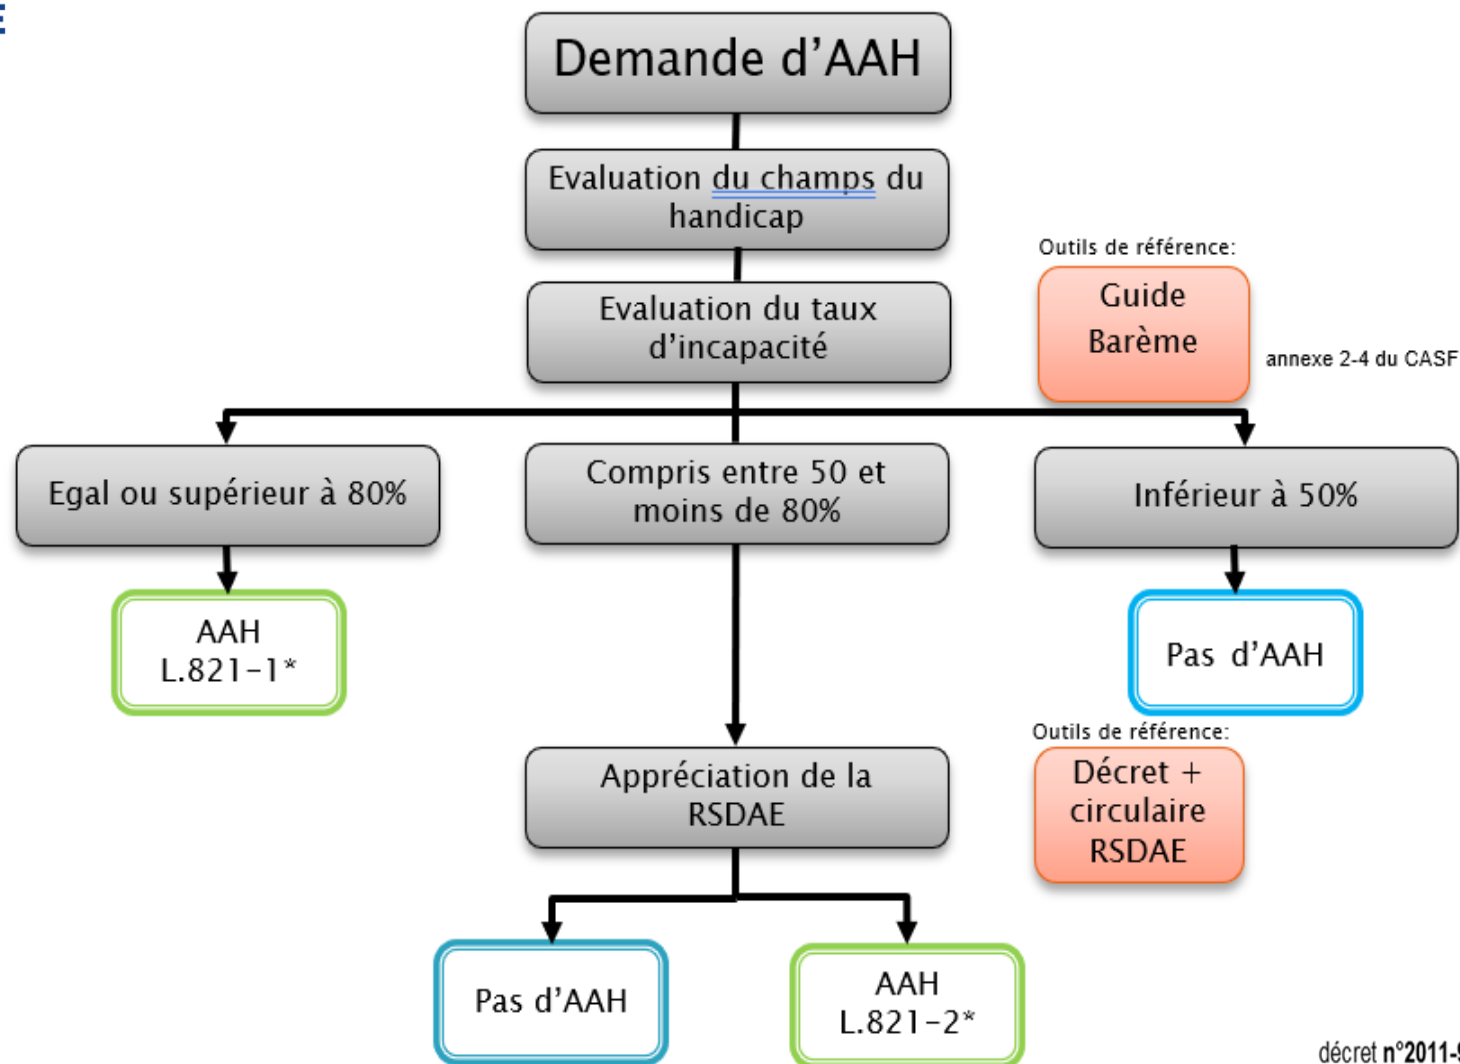 E
Demande d’AAH
Evaluation du champs du
handicap
Outils de référence:
Evaluation du taux
d’incapacité
Guide
Barème
annexe 2-4 du CASF
Egal ou supérieur à 80%
Compris entre 50 et
moins de 80%
Inférieur à 50%
AAH
L.821-1*
Pas d’AAH
Outils de référence:
Appréciation de la
RSDAE
Décret +
circulaire
RSDAE
Pas d’AAH
AAH
L.821-2*
décret n°2011-9